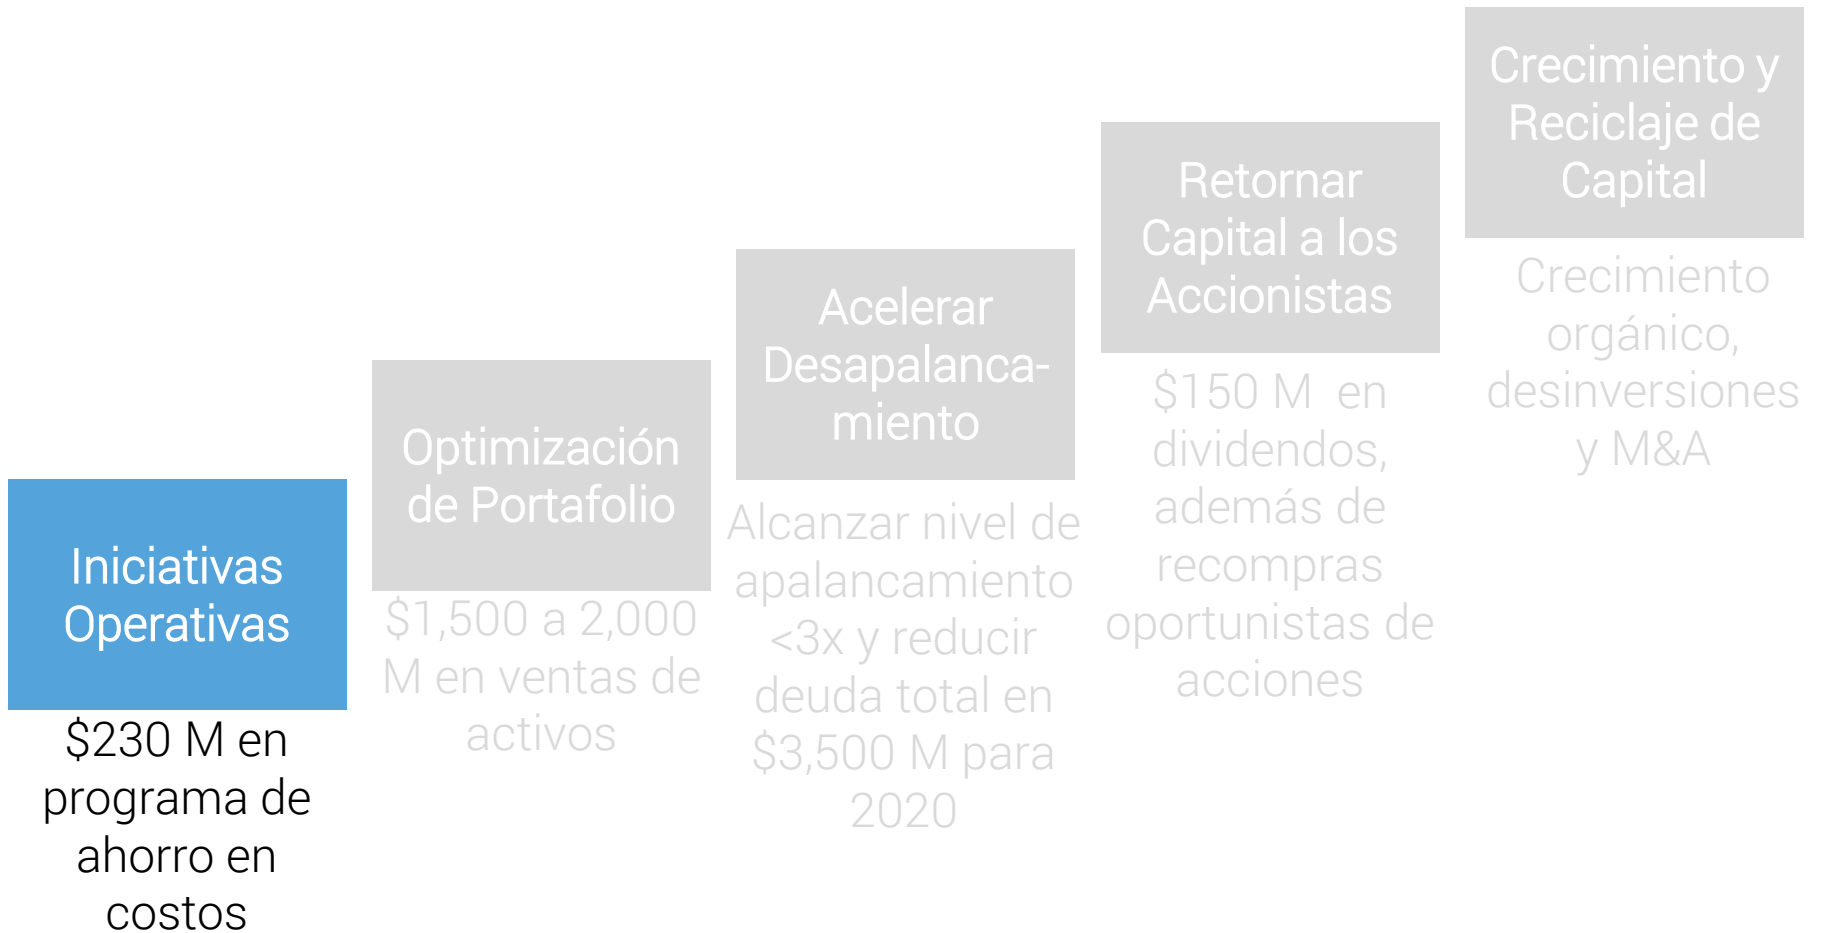 Iniciativas
Operativas
$230 M en
programa de
ahorro en
costos
Optimización
de Portafolio
$1,500 a 2,000
M en ventas de
activos
Acelerar
Desapalanca-
miento
Alcanzar nivel de
apalancamiento
<3x y reducir
deuda total en
$3,500 M para
2020
Retornar
Capital a los
Accionistas
$150 M  en
dividendos,
además de
recompras
oportunistas de
acciones
Crecimiento y
Reciclaje de
Capital
Crecimiento
orgánico,
desinversiones
y M&A